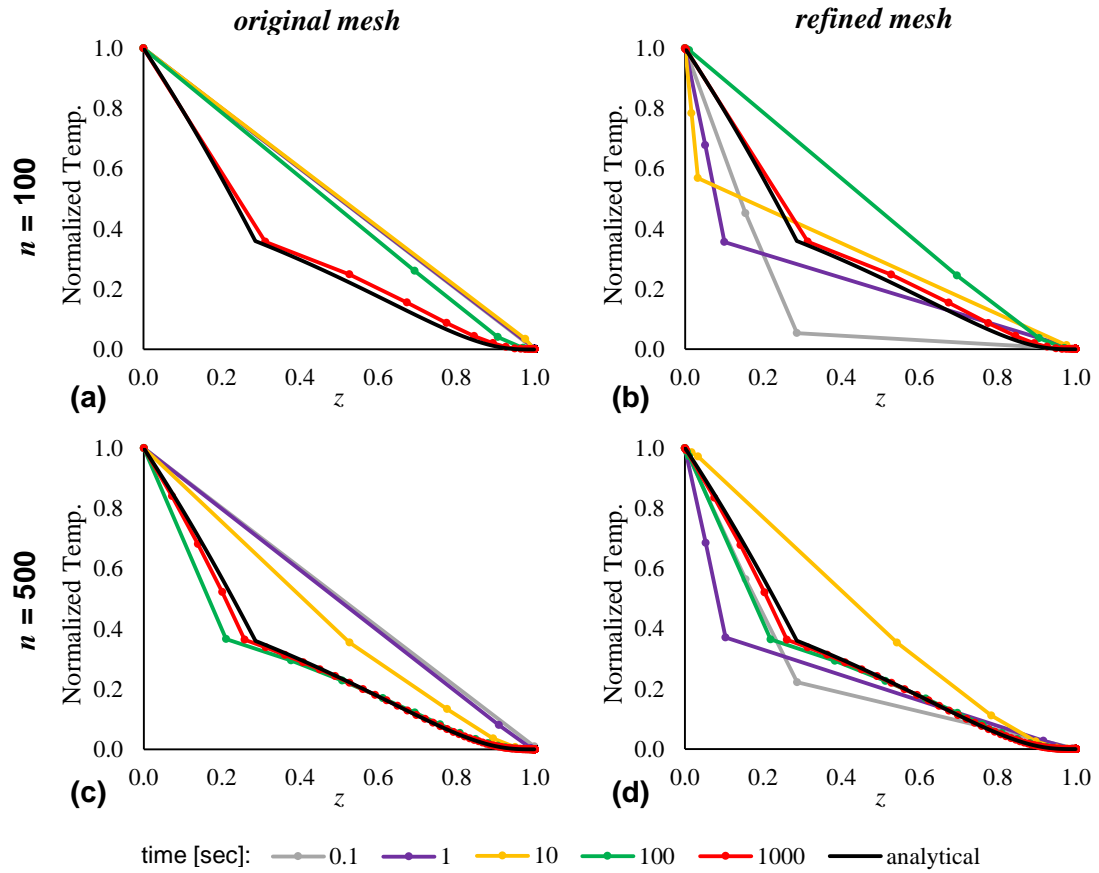 original mesh
refined mesh
n = 100
Normalized Temp.
1.0
0.8
0.6
0.4
0.2
0.0
0.0 0.2 0.4 0.6 0.8 1.0
z
(a)
Normalized Temp.
1.0
0.8
0.6
0.4
0.2
0.0
0.0 0.2 0.4 0.6 0.8 1.0
z
(b)
n = 500
Normalized Temp.
1.0
0.8
0.6
0.4
0.2
0.0
0.0 0.2 0.4 0.6 0.8 1.0
z
(c)
Normalized Temp.
1.0
0.8
0.6
0.4
0.2
0.0
0.0 0.2 0.4 0.6 0.8 1.0
z
(d)
time [sec]: 0.1 1 10 100 1000 analytical